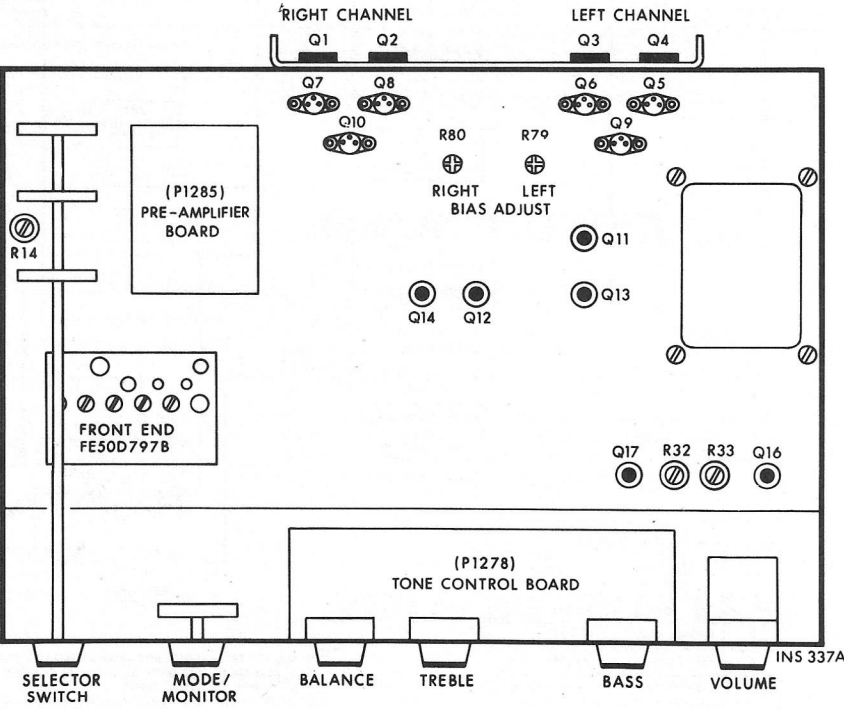 RIGHT CHANNEL LEFT CHANNEL
Q1 Q2 Q3 Q4
Q7 Q8 Q6 Q5
Q10 Q9
R80 R79
RIGHT LEFT
BIAS ADJUST
(P1285)
PRE-AMPLIFIER
BOARD
R14
Q11
Q13
Q14 Q12
FRONT END
FE50D797B
Q17 R32 R33 Q16
(P1278)
TONE CONTROL BOARD
INS 337A
SELECTOR
SWITCH
MODE/
MONITOR
BALANCE
TREBLE
BASS
VOLUME